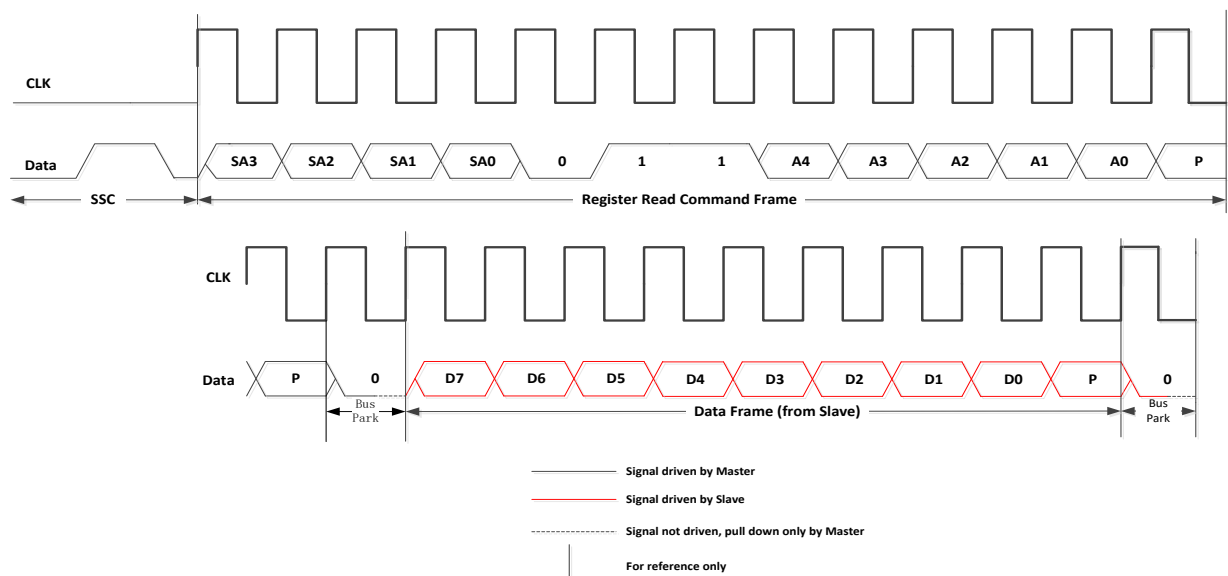 CLK
Data SA3 SA2 SA1 SA0 0 1 1 A4 A3 A2 A1 A0 P
SSC Register Read Command Frame
CLK
Data P 0 D7 D6 D5 D4 D3 D2 D1 D0 P 0
Bus Park Data Frame (from Slave) Bus Park
Signal driven by Master
Signal driven by Slave
Signal not driven, pull down only by Master
For reference only